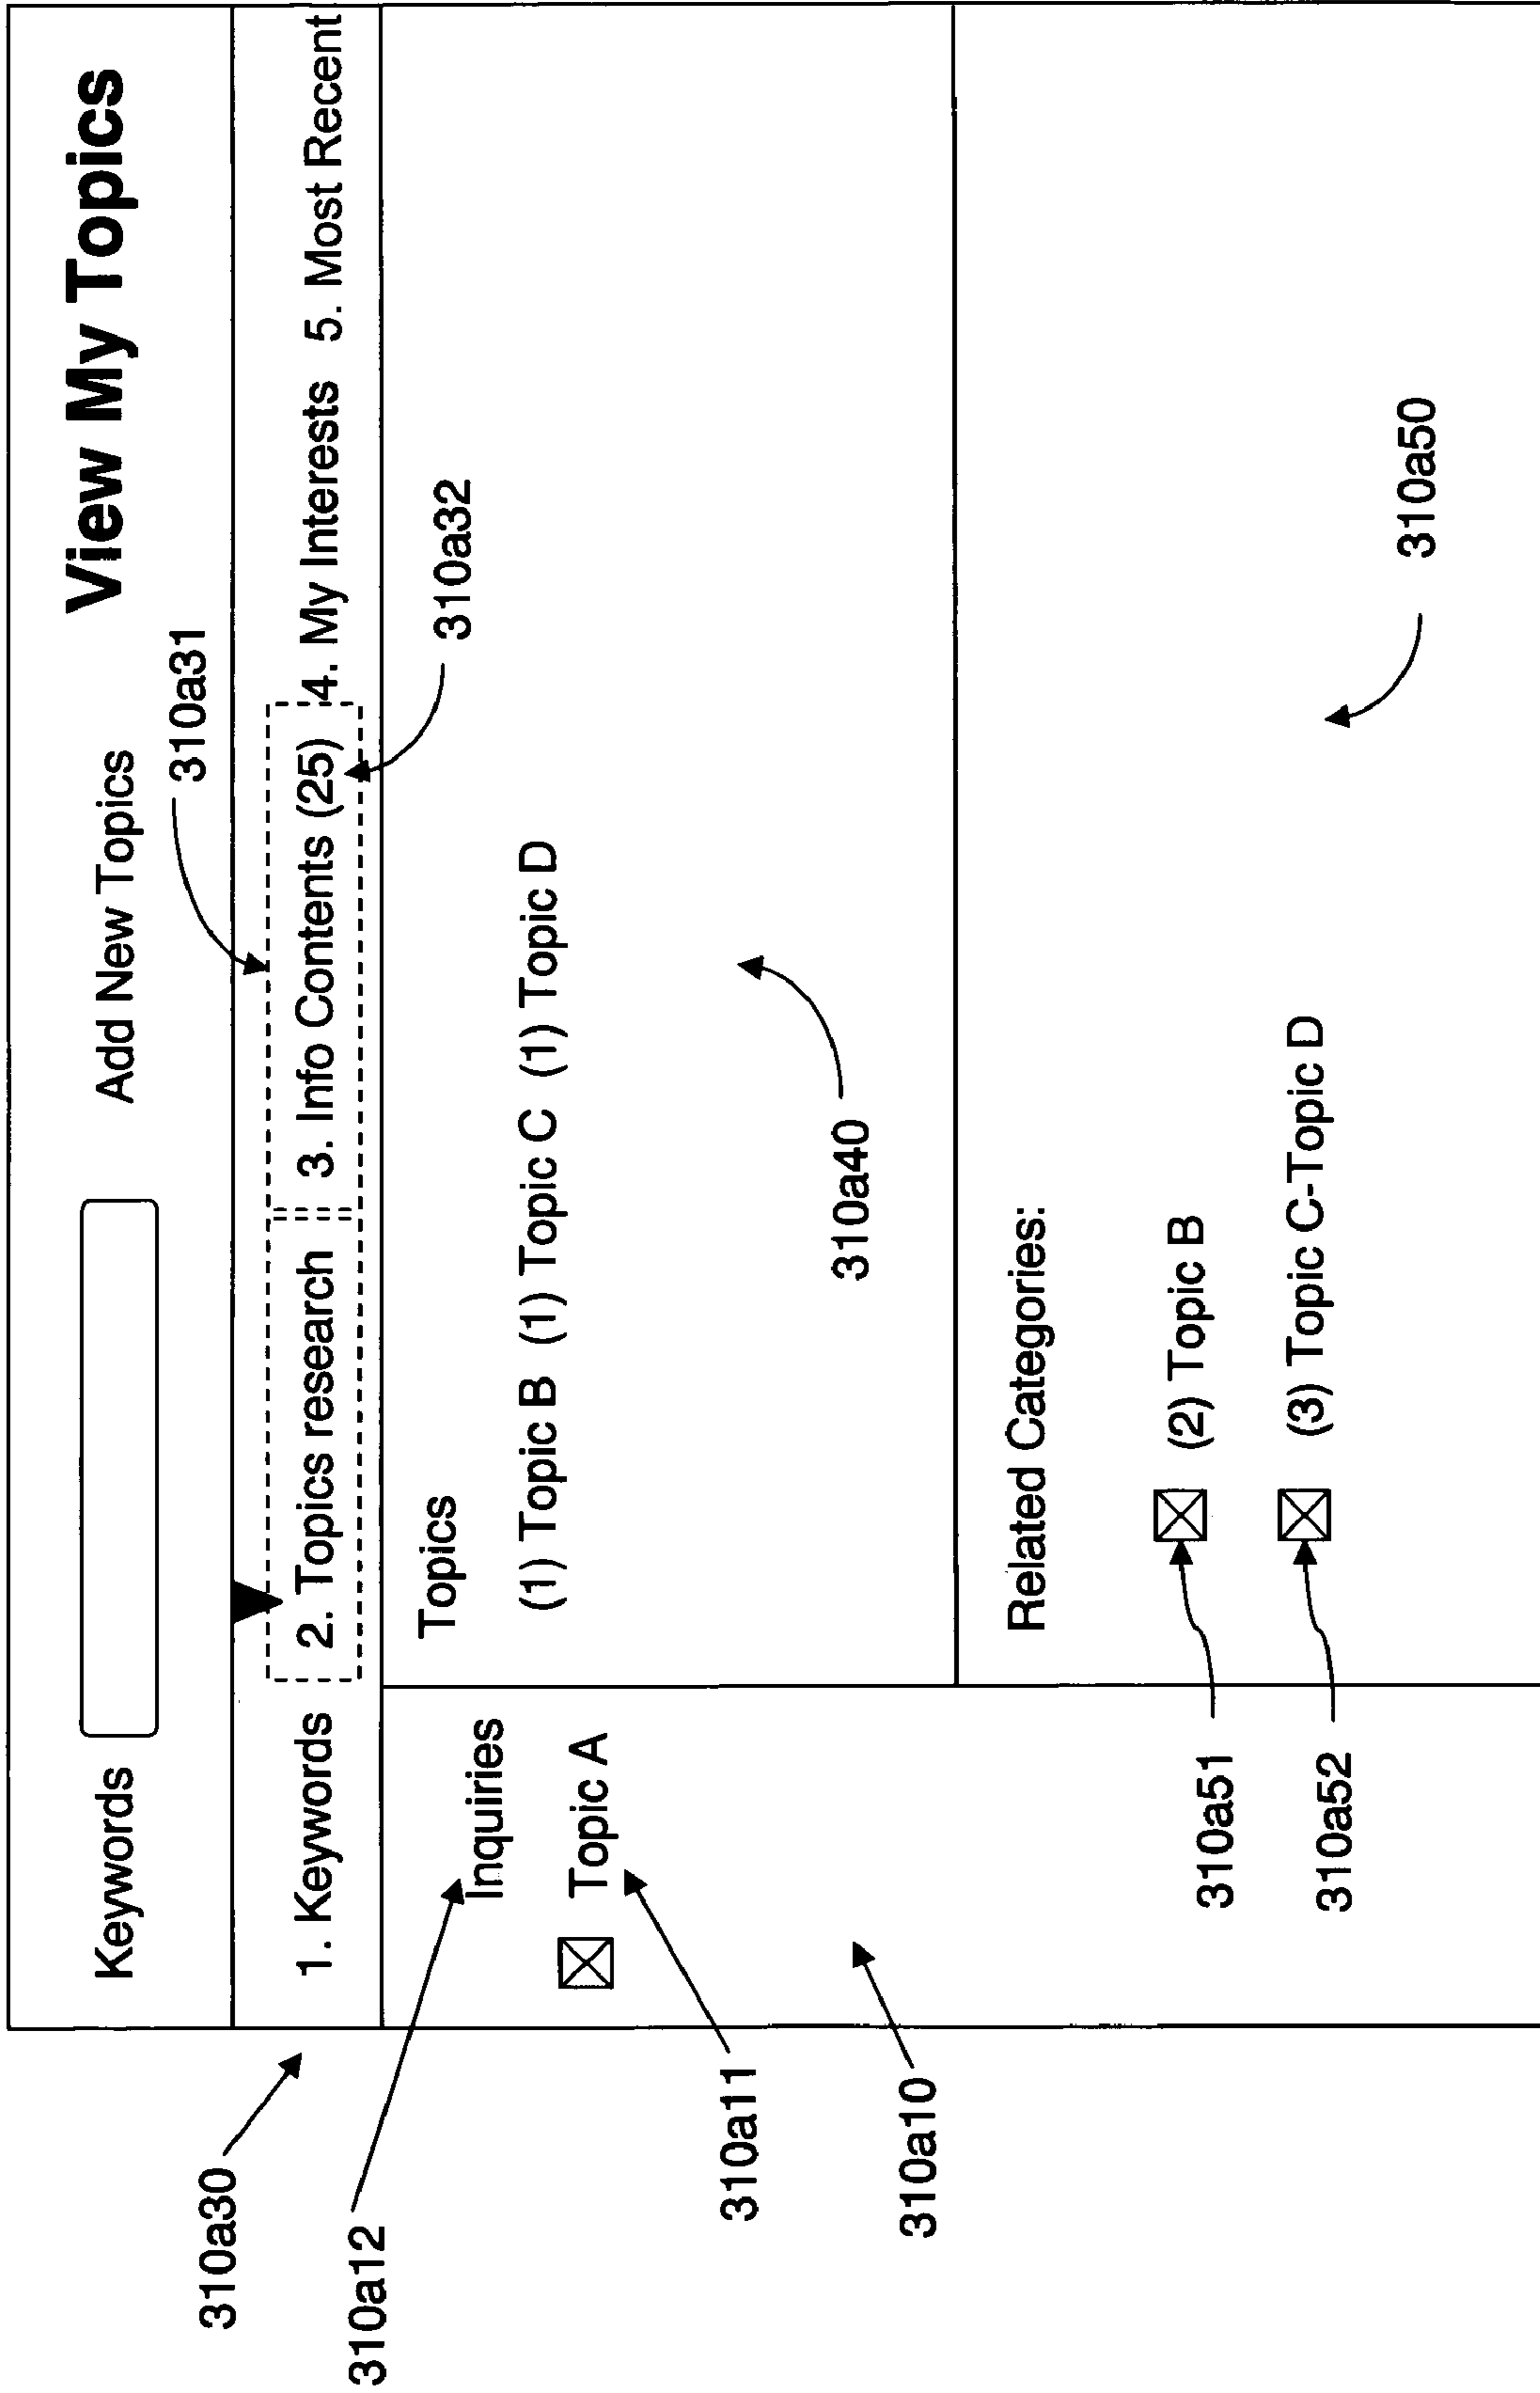 Keywords Add New Topics View My Topics
310a31
310a30
1. Keywords 2. Topics research 3. Info Contents (25) 4. My Interests 5. Most Recent
310a12
310a32
Inquiries
Topics
Topic A
(1) Topic B (1) Topic C (1) Topic D
310a11
310a40
310a10
Related Categories:
(2) Topic B
310a51
(3) Topic C-Topic D
310a52
310a50